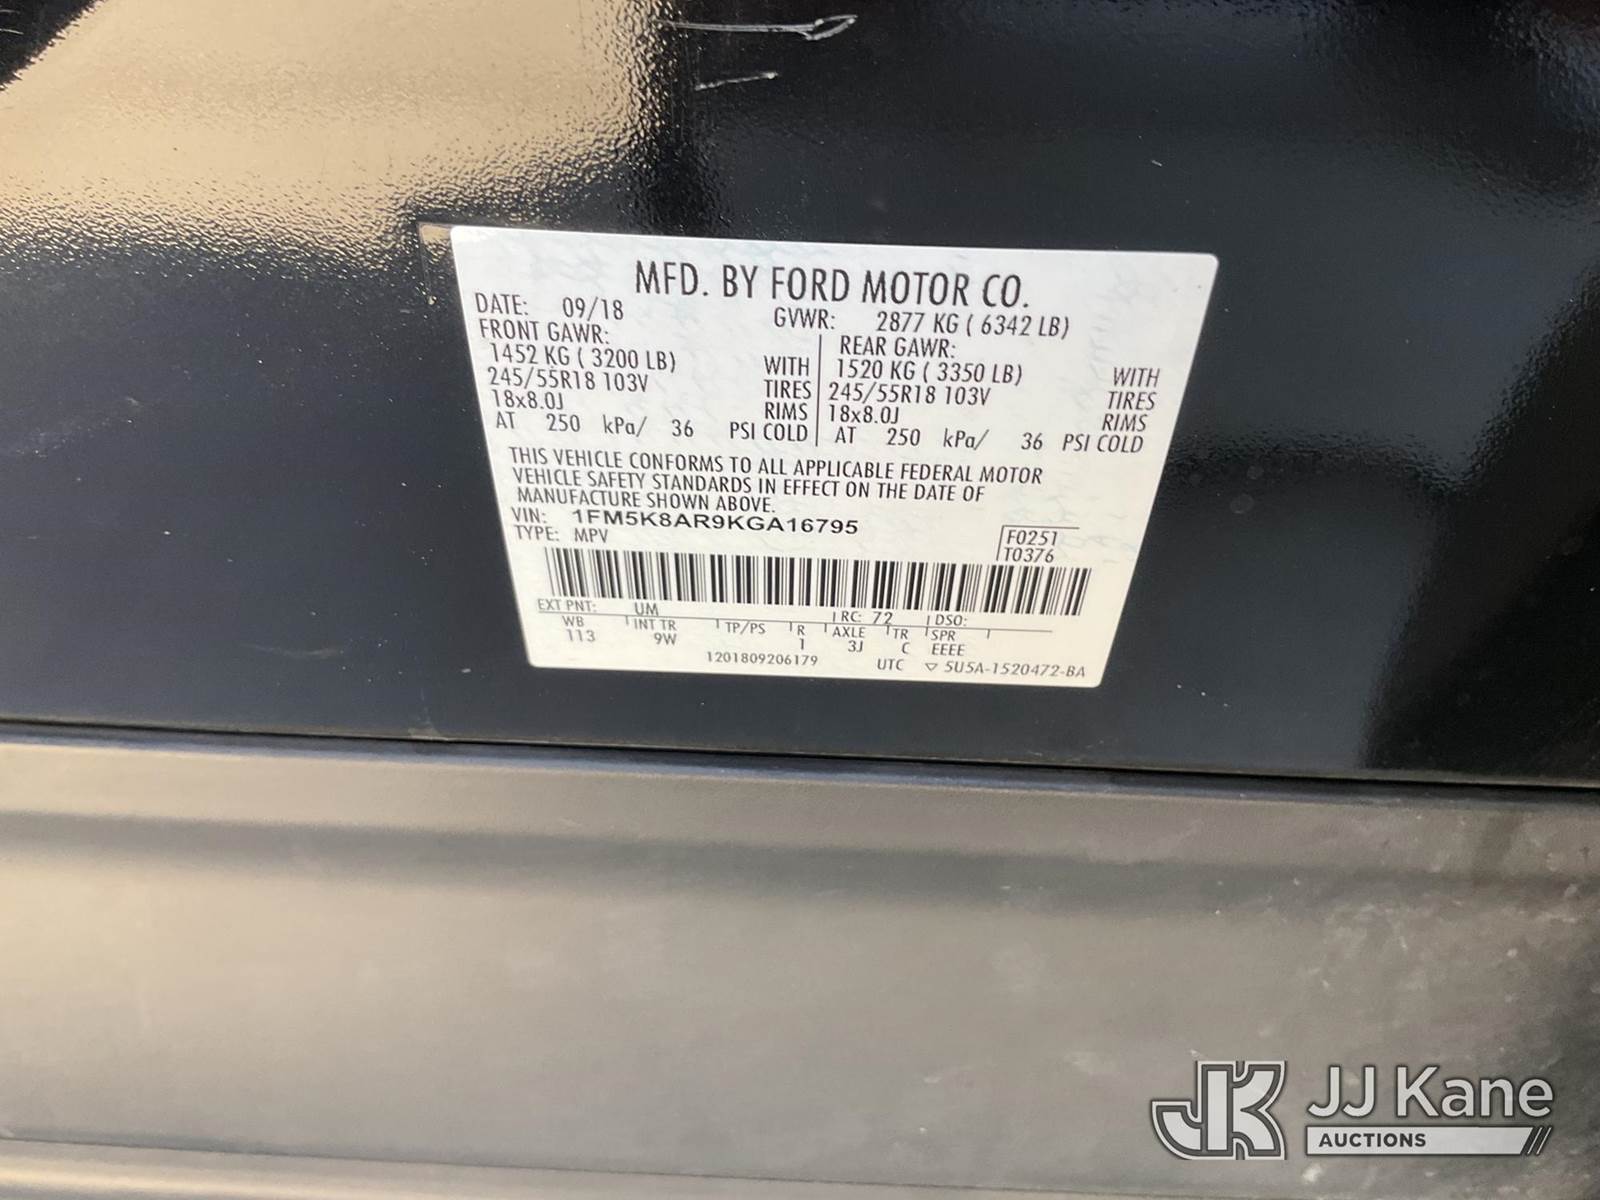 MFD. BY FORD MOTOR CO.
DATE: 09/18 GVWR: 2877 KG ( 6342 LB)
FRONT GAWR: REAR GAWR:
1452 KG ( 3200 LB) WITH 1520 KG ( 3350 LB) WITH
245/55R18 103V TIRES 245/55R18 103V TIRES
18x8.0J RIMS 18x8.0J RIMS
AT 250 kPa/ 36 PSI COLD AT 250 kPa/ 36 PSI COLD
THIS VEHICLE CONFORMS TO ALL APPLICABLE FEDERAL MOTOR
VEHICLE SAFETY STANDARDS IN EFFECT ON THE DATE OF
MANUFACTURE SHOWN ABOVE.
VIN: 1FM5K8AR9KGA16795 F0251
TYPE: MPV T0376
EXT PNT: UM RC: 72 DSO:
WB INT TR TP/PS R AXLE TR SPR
113 9W 1 3J C EEEE
1201809206179 UTC ▽ 5U5A-1520472-BA
JK JJ Kane
AUCTIONS